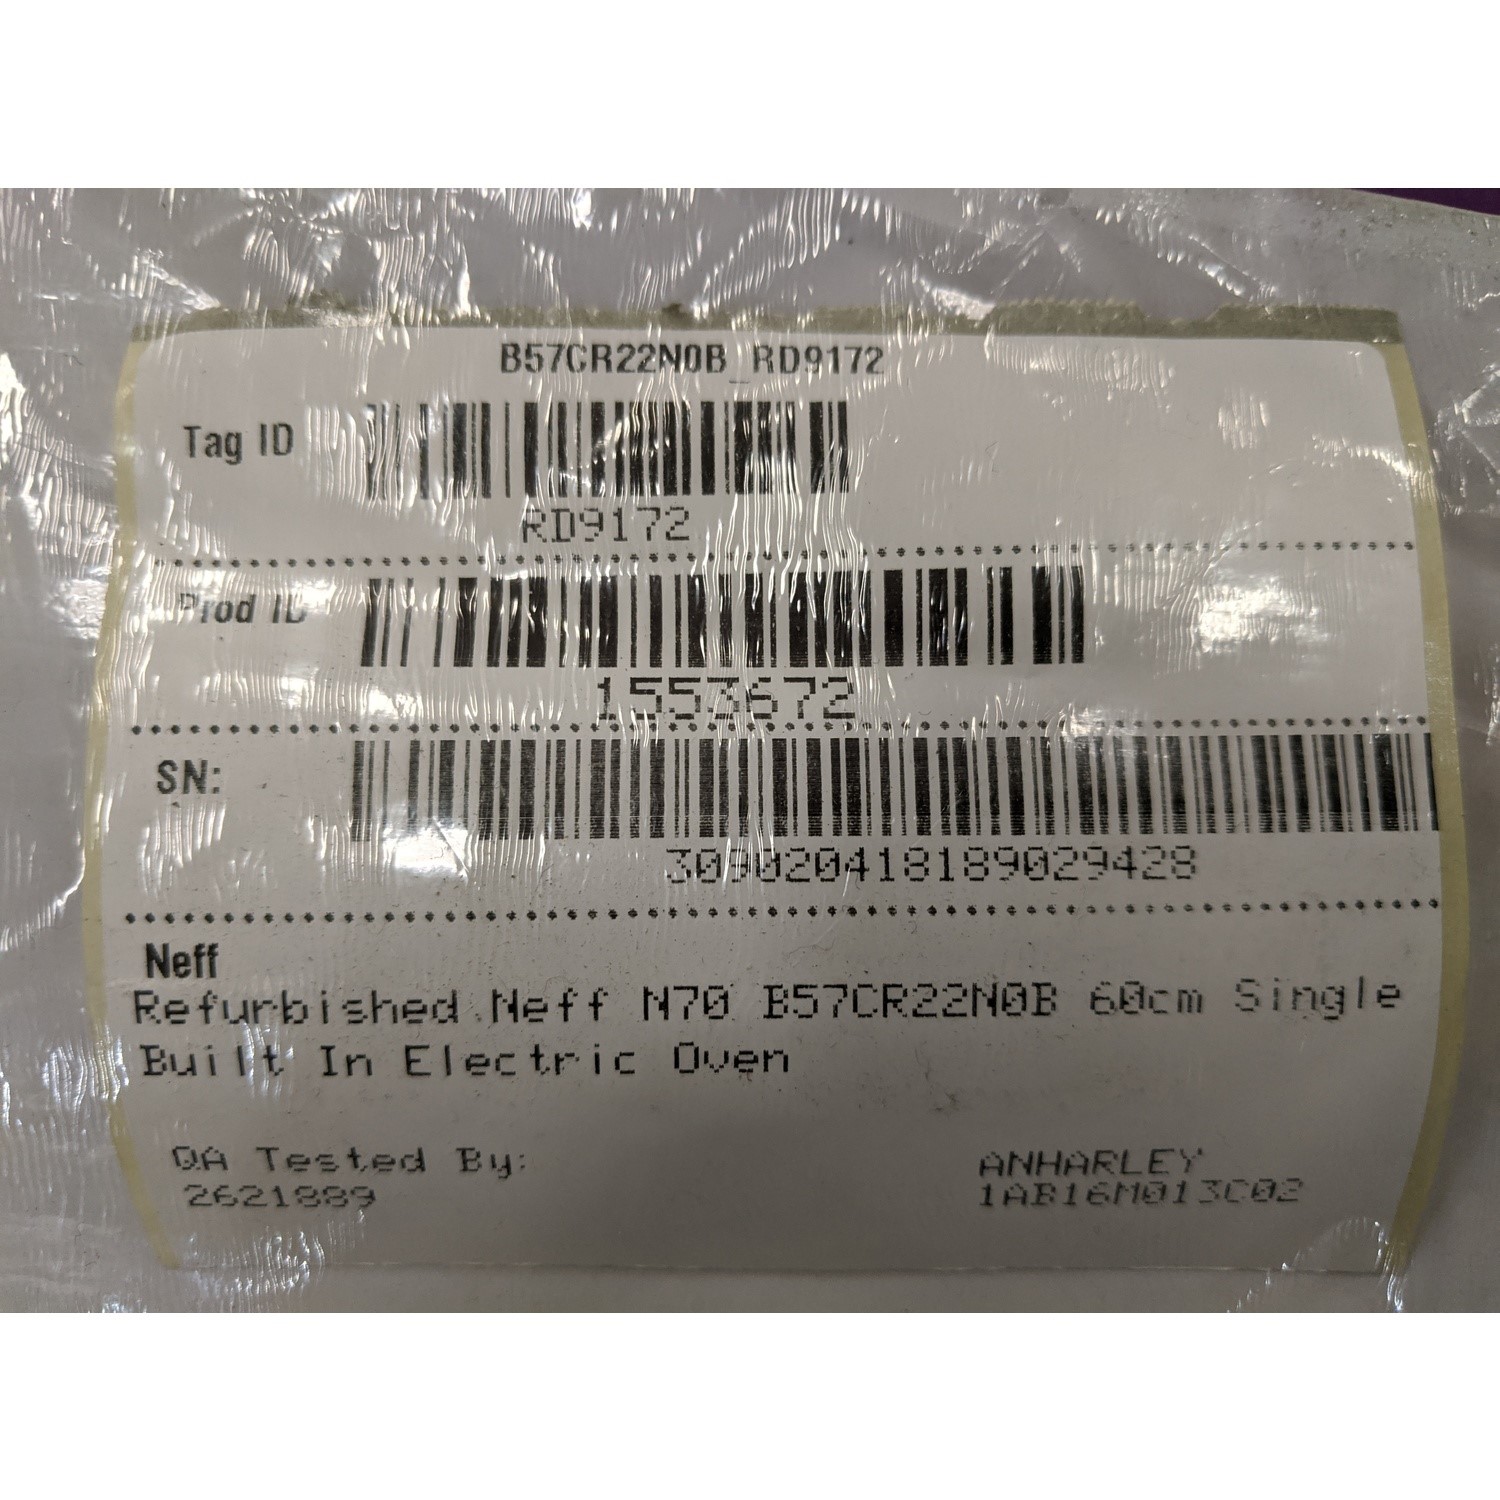 B57CR22N0B_RD9172
Tag ID
RD9172
Prod ID
1553672
SN:
309020418189029428
Neff
Refurbished Neff N70 B57CR22N0B 60cm Single
Built In Electric Oven
QA Tested By: ANHARLEY
2621889 1AB16M013C02